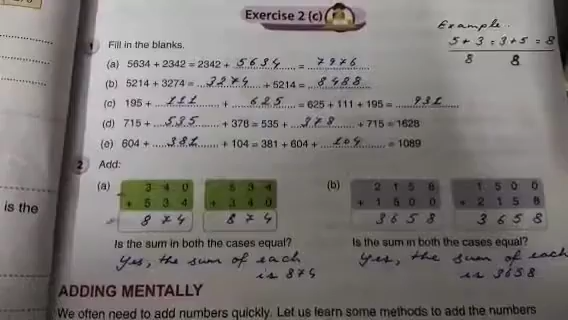 Exercise 2 (c)
Example.
5+3 = 3+5 = 8
8 8
1 Fill in the blanks.
(a) 5634 + 2342 = 2342 + 5634 = 7976
(b) 5214 + 3274 = 3274 + 5214 = 8488
(c) 195 + 111 + 625 = 625 + 111 + 195 = 931
(d) 715 + 535 + 378 = 535 + 378 + 715 = 1628
(e) 604 + 381 + 104 = 381 + 604 + 104 = 1089
2 Add:
(a) 3 4 0 5 3 4 (b) 2 1 5 8 1 5 0 0
+ 5 3 4 + 3 4 0 + 1 5 0 0 + 2 1 5 8
8 7 4 8 7 4 3 6 5 8 3 6 5 8
is the
Is the sum in both the cases equal? Is the sum in both the cases equal?
Yes, the sum of each Yes, the sum of each
is 874 is 3658
ADDING MENTALLY
We often need to add numbers quickly. Let us learn some methods to add the numbers